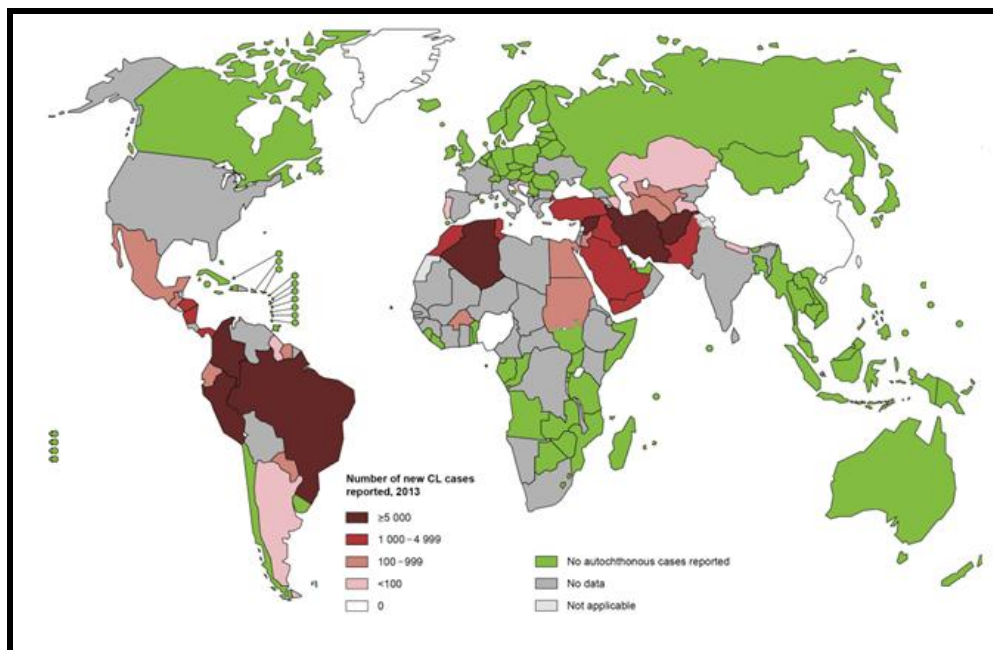 Number of new CL cases
reported, 2013
≥5 000
1 000–4 999
100–999
<100
0
No autochthonous cases reported
No data
Not applicable